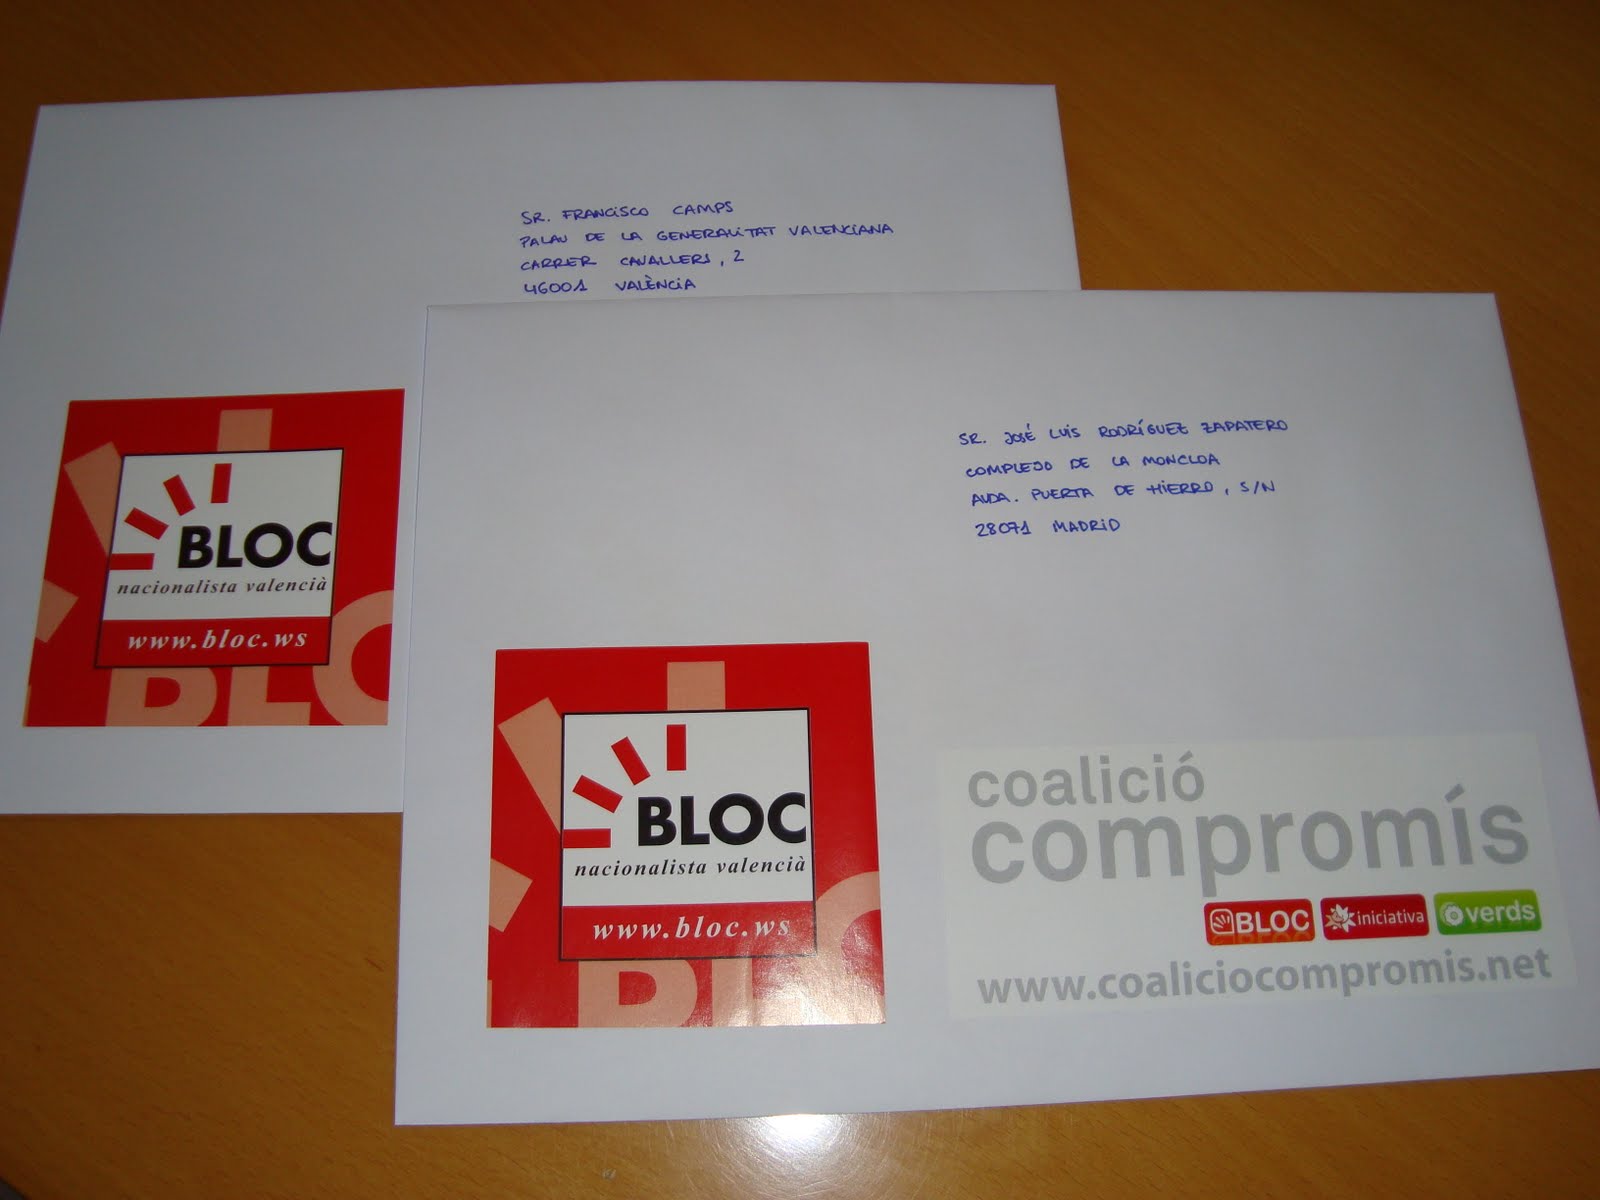 SR. FRANCISCO CAMPS
PALAU DE LA GENERALITAT VALENCIANA
CARRER CAVALLERS, 2
46001 VALÈNCIA
BLOC
nacionalista valencià
www.bloc.ws
BLOC
SR. JOSÉ LUIS RODRÍGUEZ ZAPATERO
COMPLEJO DE LA MONCLOA
AVDA. PUERTA DE HIERRO, S/N
28071 MADRID
BLOC
nacionalista valencià
www.bloc.ws
BLOC
coalició
compromís
BLOC iniciativa verds
www.coaliciocompromis.net